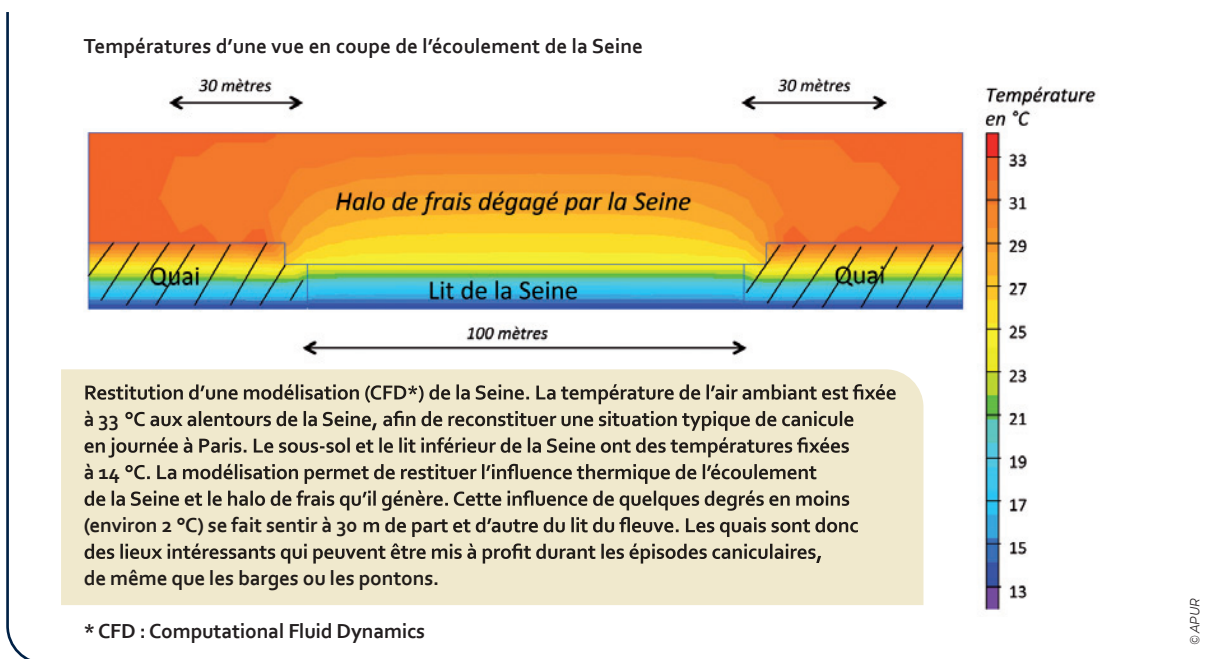 Températures d’une vue en coupe de l’écoulement de la Seine
30 mètres
30 mètres
Température
en °C
33
31
29
27
25
23
21
19
17
15
13
Halo de frais dégagé par la Seine
Quai
Quai
Lit de la Seine
100 mètres
Restitution d’une modélisation (CFD*) de la Seine. La température de l’air ambiant est fixée
à 33 °C aux alentours de la Seine, afin de reconstituer une situation typique de canicule
en journée à Paris. Le sous-sol et le lit inférieur de la Seine ont des températures fixées
à 14 °C. La modélisation permet de restituer l’influence thermique de l’écoulement
de la Seine et le halo de frais qu’il génère. Cette influence de quelques degrés en moins
(environ 2 °C) se fait sentir à 30 m de part et d’autre du lit du fleuve. Les quais sont donc
des lieux intéressants qui peuvent être mis à profit durant les épisodes caniculaires,
de même que les barges ou les pontons.
* CFD : Computational Fluid Dynamics
© APUR